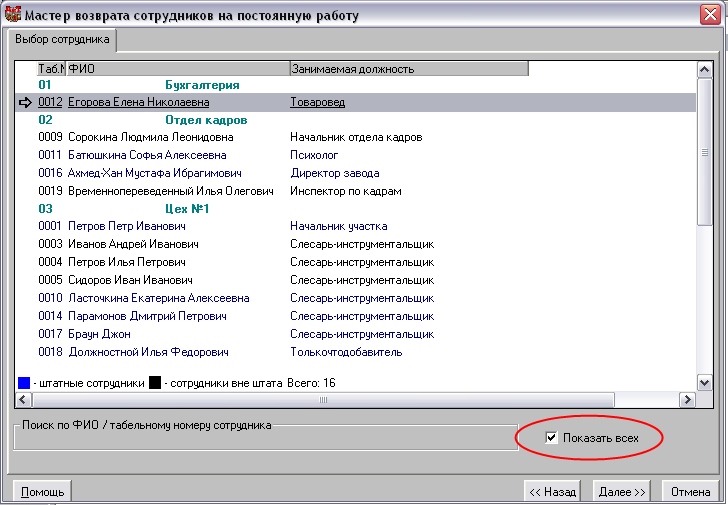 Мастер возврата сотрудников на постоянную работу
Выбор сотрудника
Таб.№ ФИО Занимаемая должность
01 Бухгалтерия
0012 Егорова Елена Николаевна Товаровед
02 Отдел кадров
0009 Сорокина Людмила Леонидовна Начальник отдела кадров
0011 Батюшкина Софья Алексеевна Психолог
0016 Ахмед-Хан Мустафа Ибрагимович Директор завода
0019 Временнопереведенный Илья Олегович Инспектор по кадрам
03 Цех №1
0001 Петров Петр Иванович Начальник участка
0003 Иванов Андрей Иванович Слесарь-инструментальщик
0004 Петров Илья Петрович Слесарь-инструментальщик
0005 Сидоров Иван Иванович Слесарь-инструментальщик
0010 Ласточкина Екатерина Алексеевна Слесарь-инструментальщик
0014 Парамонов Дмитрий Петрович Слесарь-инструментальщик
0017 Браун Джон Слесарь-инструментальщик
0018 Должностной Илья Федорович Толькочтодобавитель
- штатные сотрудники - сотрудники вне штата Всего: 16
Поиск по ФИО / табельному номеру сотрудника
Показать всех
Помощь << Назад Далее >> Отмена